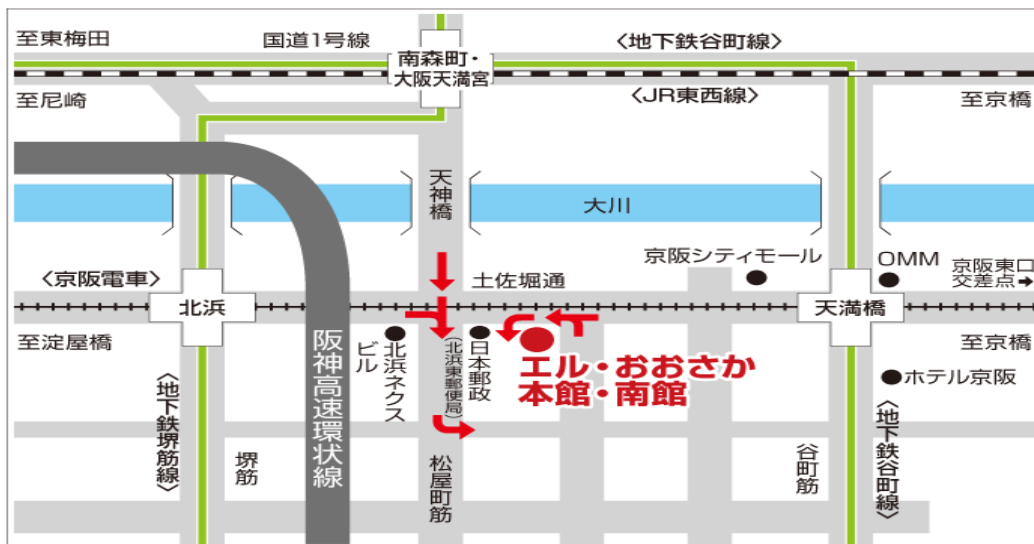 至東梅田
国道1号線
〈地下鉄谷町線〉
南森町・
大阪天満宮
至尼崎
〈JR東西線〉
至京橋
天神橋
大川
京阪シティモール
OMM
京阪東口
交差点➡
〈京阪電車〉
土佐堀通
北浜
天満橋
至淀屋橋
至京橋
阪神高速環状線
北浜ネクス
ビル
(北浜東郵便局)
日本郵政
エル・おおさか
本館・南館
ホテル京阪
〈地下鉄堺筋線〉
堺筋
松屋町筋
谷町筋
〈地下鉄谷町線〉